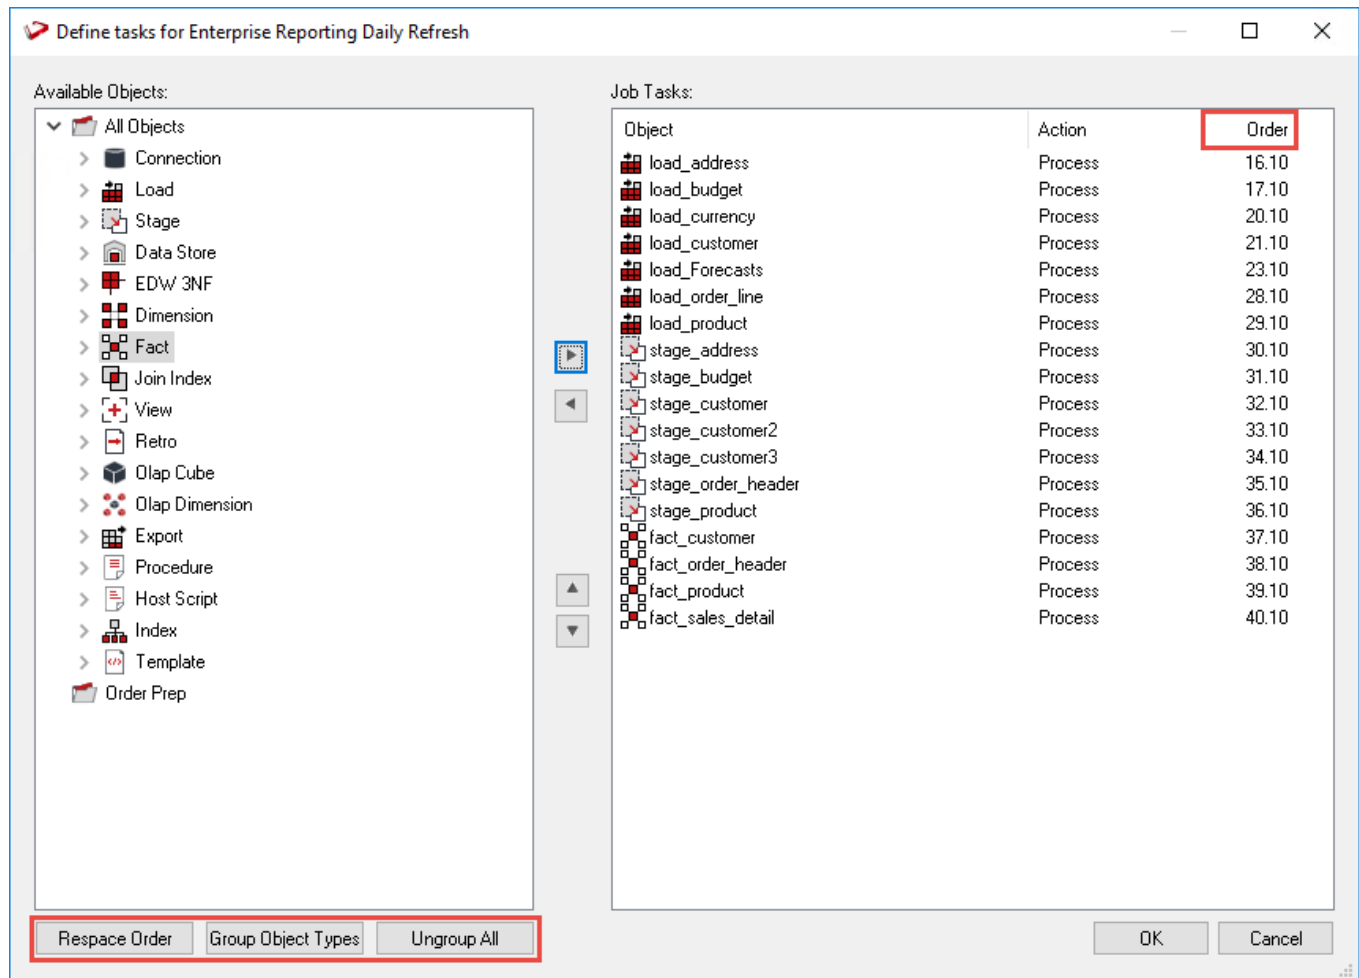 Define tasks for Enterprise Reporting Daily Refresh
Available Objects:
All Objects
Connection
Load
Stage
Data Store
EDW 3NF
Dimension
Fact
Join Index
View
Retro
Olap Cube
Olap Dimension
Export
Procedure
Host Script
Index
Template
Order Prep
Respace Order Group Object Types Ungroup All
Job Tasks:
Object Action Order
load_address Process 16.10
load_budget Process 17.10
load_currency Process 20.10
load_customer Process 21.10
load_Forecasts Process 23.10
load_order_line Process 28.10
load_product Process 29.10
stage_address Process 30.10
stage_budget Process 31.10
stage_customer Process 32.10
stage_customer2 Process 33.10
stage_customer3 Process 34.10
stage_order_header Process 35.10
stage_product Process 36.10
fact_customer Process 37.10
fact_order_header Process 38.10
fact_product Process 39.10
fact_sales_detail Process 40.10
OK Cancel